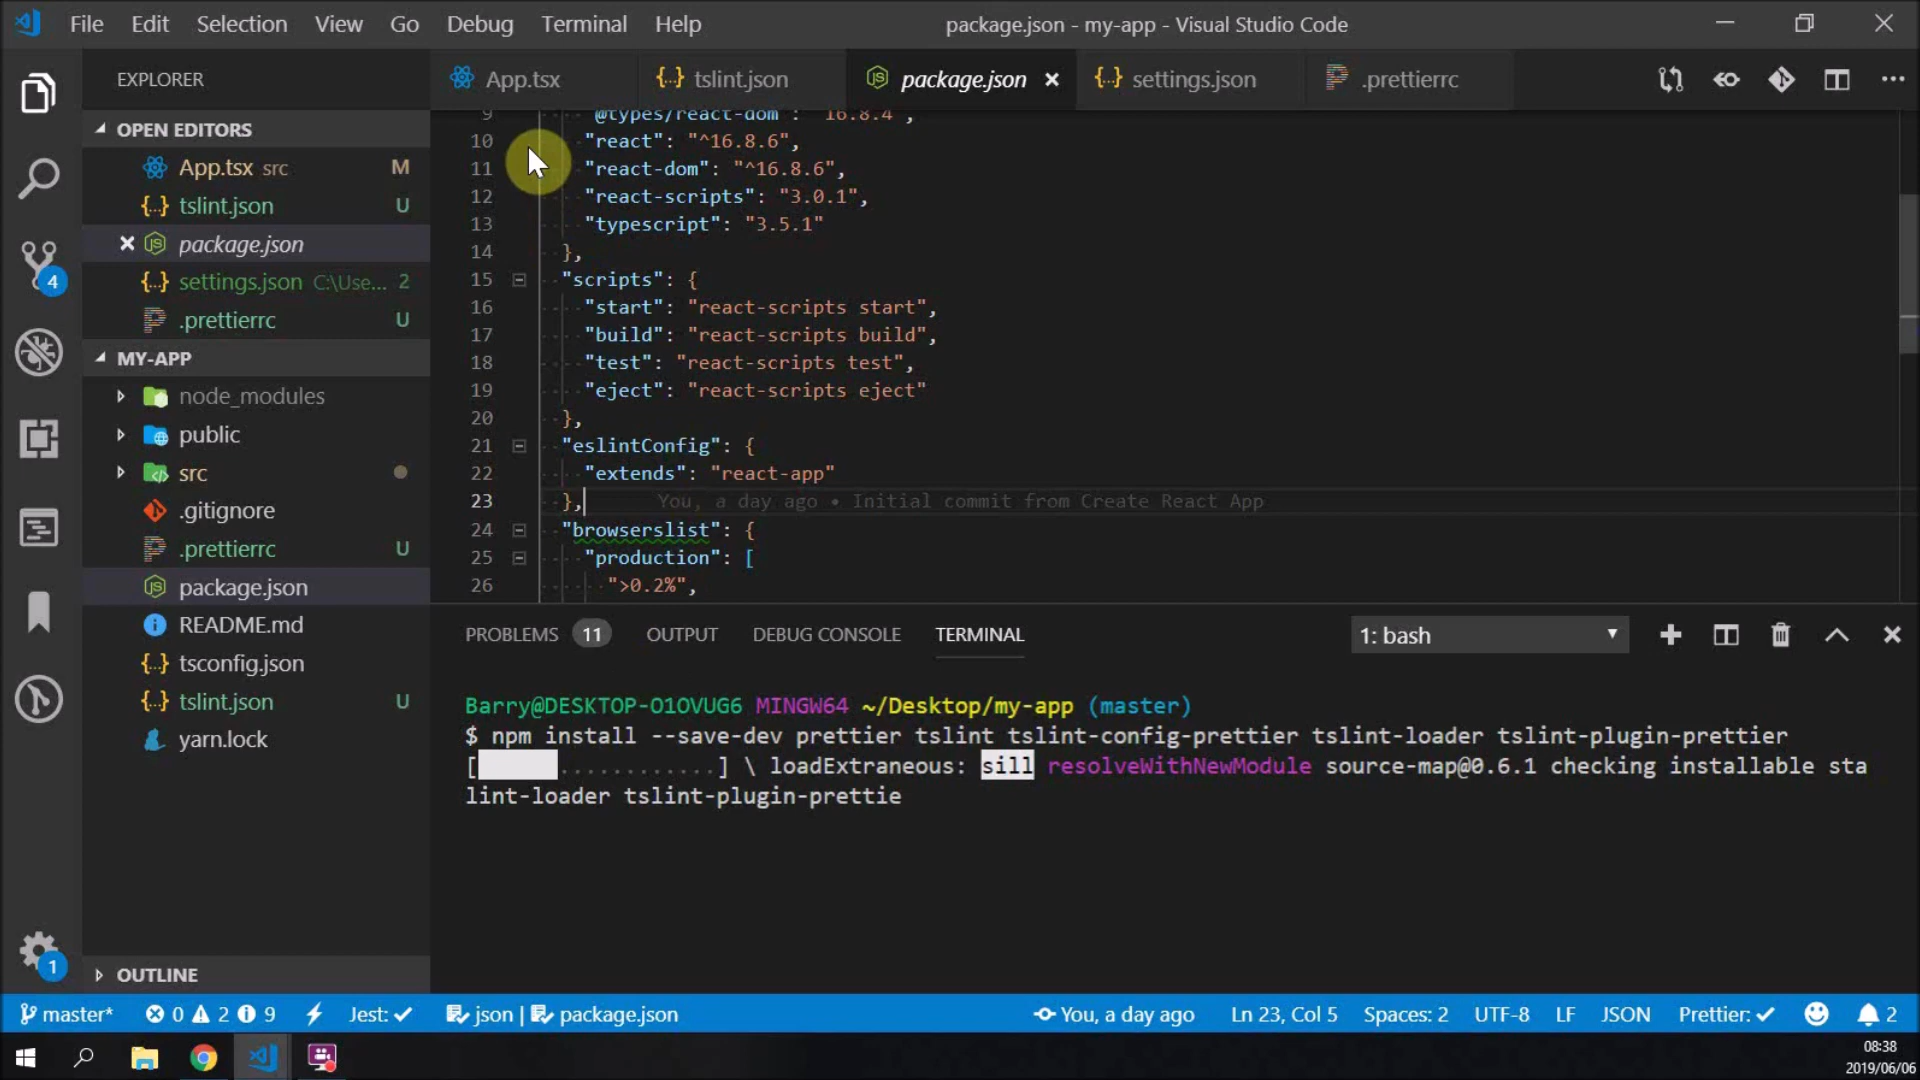 File Edit Selection View Go Debug Terminal Help package.json - my-app - Visual Studio Code
EXPLORER
App.tsx tslint.json package.json settings.json .prettierrc
OPEN EDITORS
App.tsx src M
tslint.json U
package.json
settings.json C:\Use... 2
.prettierrc U
MY-APP
node_modules
public
src
.gitignore
.prettierrc U
package.json
README.md
tsconfig.json
tslint.json U
yarn.lock
OUTLINE
9 @types/react-dom : 16.8.4 ,
10 "react": "^16.8.6",
11 "react-dom": "^16.8.6",
12 "react-scripts": "3.0.1",
13 "typescript": "3.5.1"
14 },
15 "scripts": {
16 "start": "react-scripts start",
17 "build": "react-scripts build",
18 "test": "react-scripts test",
19 "eject": "react-scripts eject"
20 },
21 "eslintConfig": {
22 "extends": "react-app"
23 }, You, a day ago • Initial commit from Create React App
24 "browserslist": {
25 "production": [
26 ">0.2%",
PROBLEMS 11 OUTPUT DEBUG CONSOLE TERMINAL 1: bash
Barry@DESKTOP-O1OVUG6 MINGW64 ~/Desktop/my-app (master)
$ npm install --save-dev prettier tslint tslint-config-prettier tslint-loader tslint-plugin-prettier
[ ............] \ loadExtraneous: sill resolveWithNewModule source-map@0.6.1 checking installable sta
lint-loader tslint-plugin-prettie
4
1
master* 0 2 9 Jest: json | package.json You, a day ago Ln 23, Col 5 Spaces: 2 UTF-8 LF JSON Prettier: 2
08:38
2019/06/06